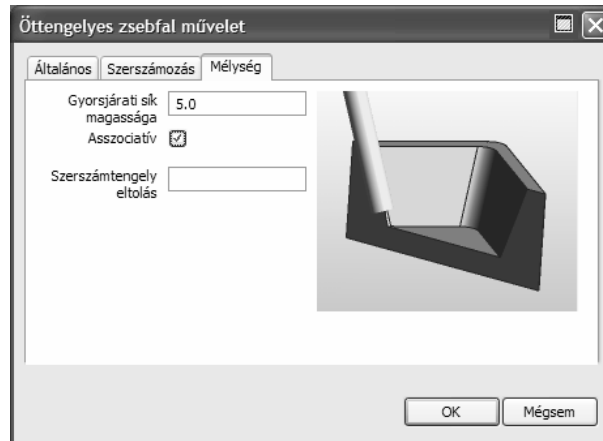 Öttengelyes zsebfal művelet
Általános Szerszámozás Mélység
Gyorsjárati sík 5.0
magassága
Asszociatív
Szerszámtengely
eltolás
OK Mégsem